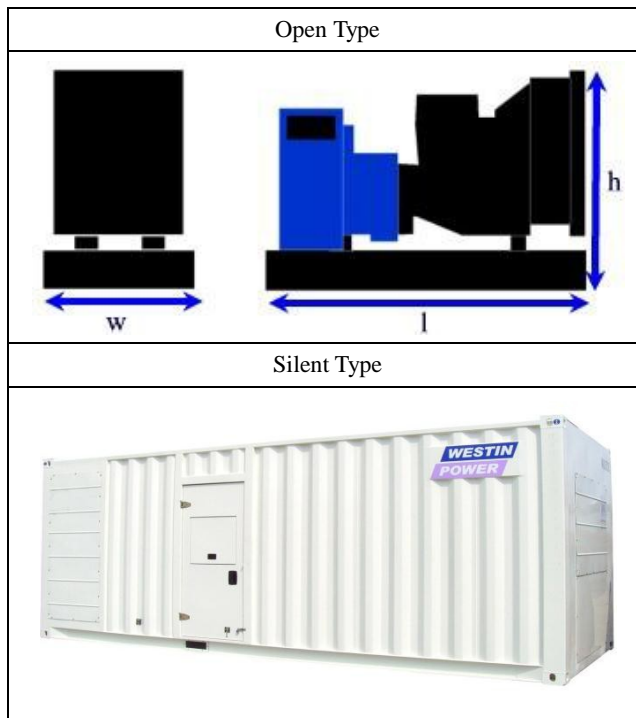 Open Type
h
w
l
Silent Type
WESTIN
POWER